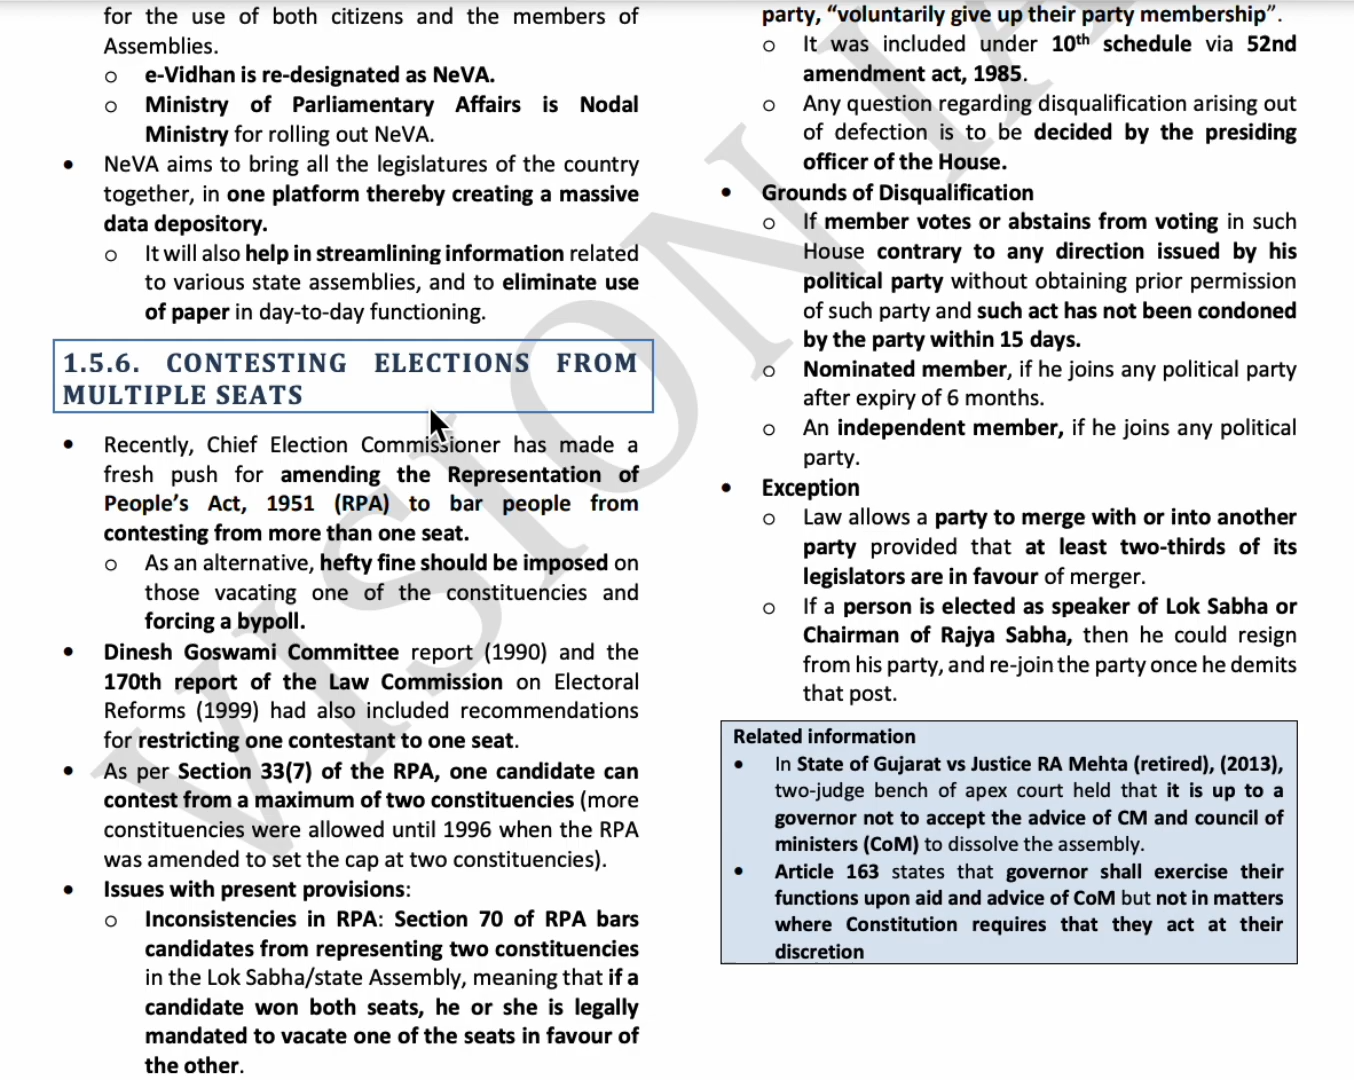 for the use of both citizens and the members of
Assemblies.
o e-Vidhan is re-designated as NeVA.
o Ministry of Parliamentary Affairs is Nodal
Ministry for rolling out NeVA.
• NeVA aims to bring all the legislatures of the country
together, in one platform thereby creating a massive
data depository.
o It will also help in streamlining information related
to various state assemblies, and to eliminate use
of paper in day-to-day functioning.
1.5.6. CONTESTING ELECTIONS FROM
MULTIPLE SEATS
• Recently, Chief Election Commissioner has made a
fresh push for amending the Representation of
People's Act, 1951 (RPA) to bar people from
contesting from more than one seat.
o As an alternative, hefty fine should be imposed on
those vacating one of the constituencies and
forcing a bypoll.
• Dinesh Goswami Committee report (1990) and the
170th report of the Law Commission on Electoral
Reforms (1999) had also included recommendations
for restricting one contestant to one seat.
• As per Section 33(7) of the RPA, one candidate can
contest from a maximum of two constituencies (more
constituencies were allowed until 1996 when the RPA
was amended to set the cap at two constituencies).
• Issues with present provisions:
o Inconsistencies in RPA: Section 70 of RPA bars
candidates from representing two constituencies
in the Lok Sabha/state Assembly, meaning that if a
candidate won both seats, he or she is legally
mandated to vacate one of the seats in favour of
the other.
party, "voluntarily give up their party membership".
o It was included under 10th schedule via 52nd
amendment act, 1985.
o Any question regarding disqualification arising out
of defection is to be decided by the presiding
officer of the House.
• Grounds of Disqualification
o If member votes or abstains from voting in such
House contrary to any direction issued by his
political party without obtaining prior permission
of such party and such act has not been condoned
by the party within 15 days.
o Nominated member, if he joins any political party
after expiry of 6 months.
o An independent member, if he joins any political
party.
• Exception
o Law allows a party to merge with or into another
party provided that at least two-thirds of its
legislators are in favour of merger.
o If a person is elected as speaker of Lok Sabha or
Chairman of Rajya Sabha, then he could resign
from his party, and re-join the party once he demits
that post.
Related information
• In State of Gujarat vs Justice RA Mehta (retired), (2013),
two-judge bench of apex court held that it is up to a
governor not to accept the advice of CM and council of
ministers (CoM) to dissolve the assembly.
• Article 163 states that governor shall exercise their
functions upon aid and advice of CoM but not in matters
where Constitution requires that they act at their
discretion
VISION IA